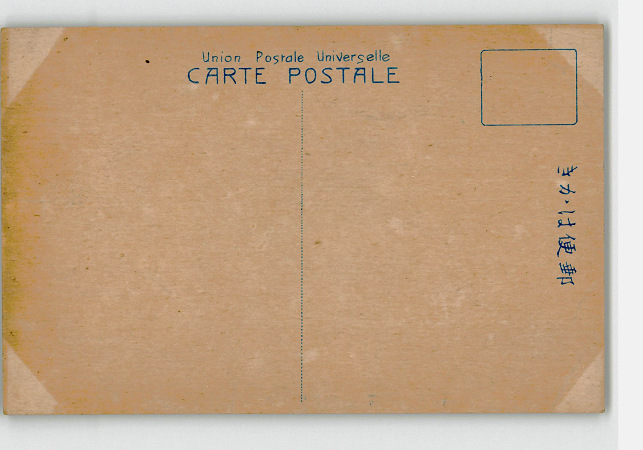 Union Postale Universelle
CARTE POSTALE
きがは便郵